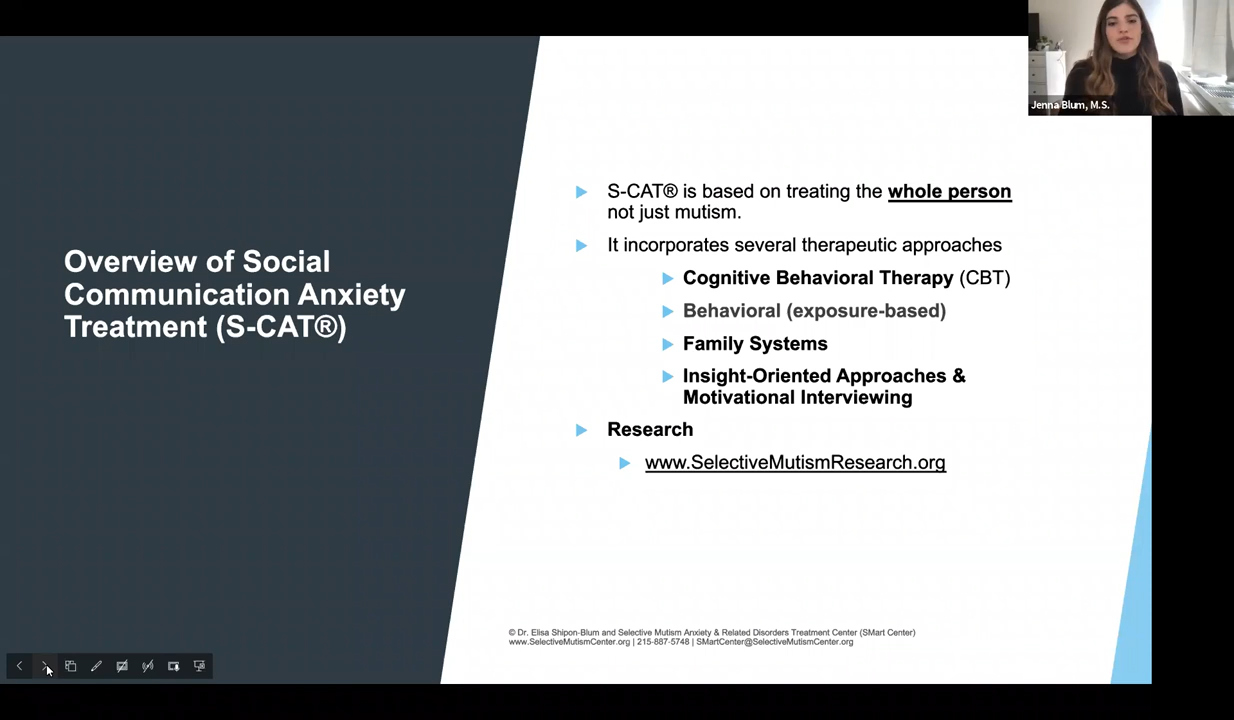 Jenna Blum, M.S.
Overview of Social
Communication Anxiety
Treatment (S-CAT®)
S-CAT® is based on treating the whole person
not just mutism.
It incorporates several therapeutic approaches
Cognitive Behavioral Therapy (CBT)
Behavioral (exposure-based)
Family Systems
Insight-Oriented Approaches &
Motivational Interviewing
Research
www.SelectiveMutismResearch.org
© Dr. Elisa Shipon-Blum and Selective Mutism Anxiety & Related Disorders Treatment Center (SMart Center)
www.SelectiveMutismCenter.org | 215-887-5748 | SMartCenter@SelectiveMutismCenter.org